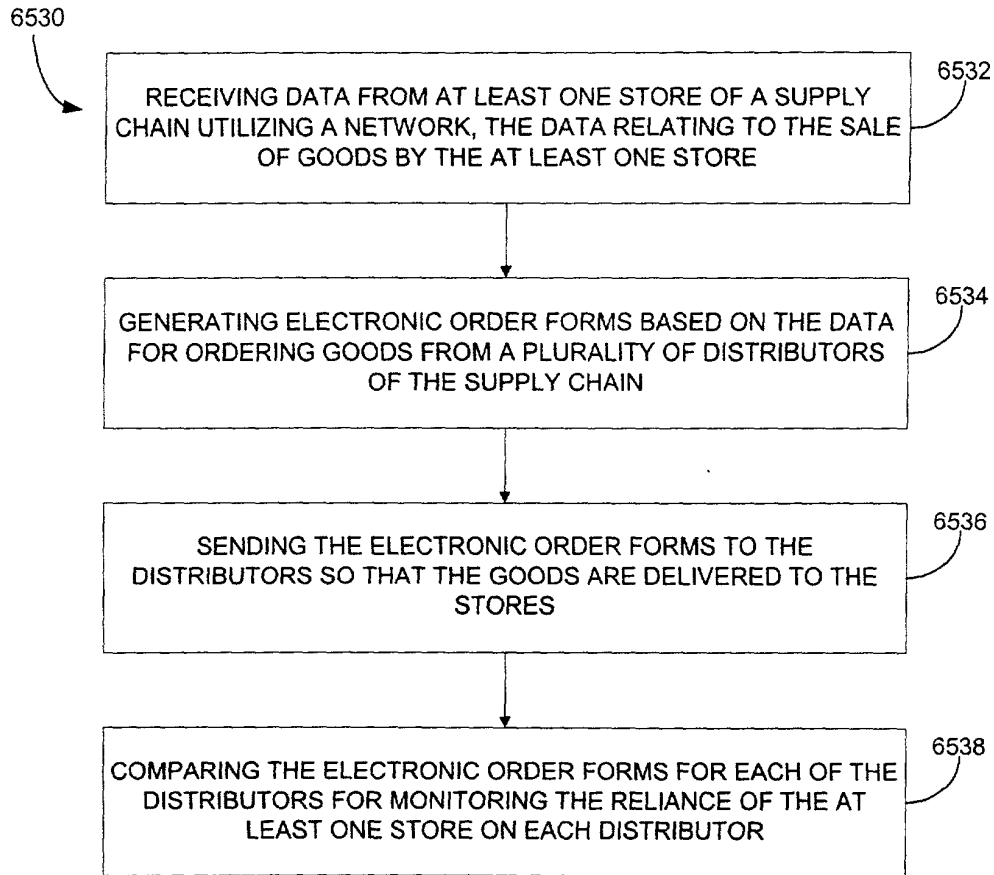 6530
6532
RECEIVING DATA FROM AT LEAST ONE STORE OF A SUPPLY
CHAIN UTILIZING A NETWORK, THE DATA RELATING TO THE SALE
OF GOODS BY THE AT LEAST ONE STORE
6534
GENERATING ELECTRONIC ORDER FORMS BASED ON THE DATA
FOR ORDERING GOODS FROM A PLURALITY OF DISTRIBUTORS
OF THE SUPPLY CHAIN
6536
SENDING THE ELECTRONIC ORDER FORMS TO THE
DISTRIBUTORS SO THAT THE GOODS ARE DELIVERED TO THE
STORES
6538
COMPARING THE ELECTRONIC ORDER FORMS FOR EACH OF THE
DISTRIBUTORS FOR MONITORING THE RELIANCE OF THE AT
LEAST ONE STORE ON EACH DISTRIBUTOR